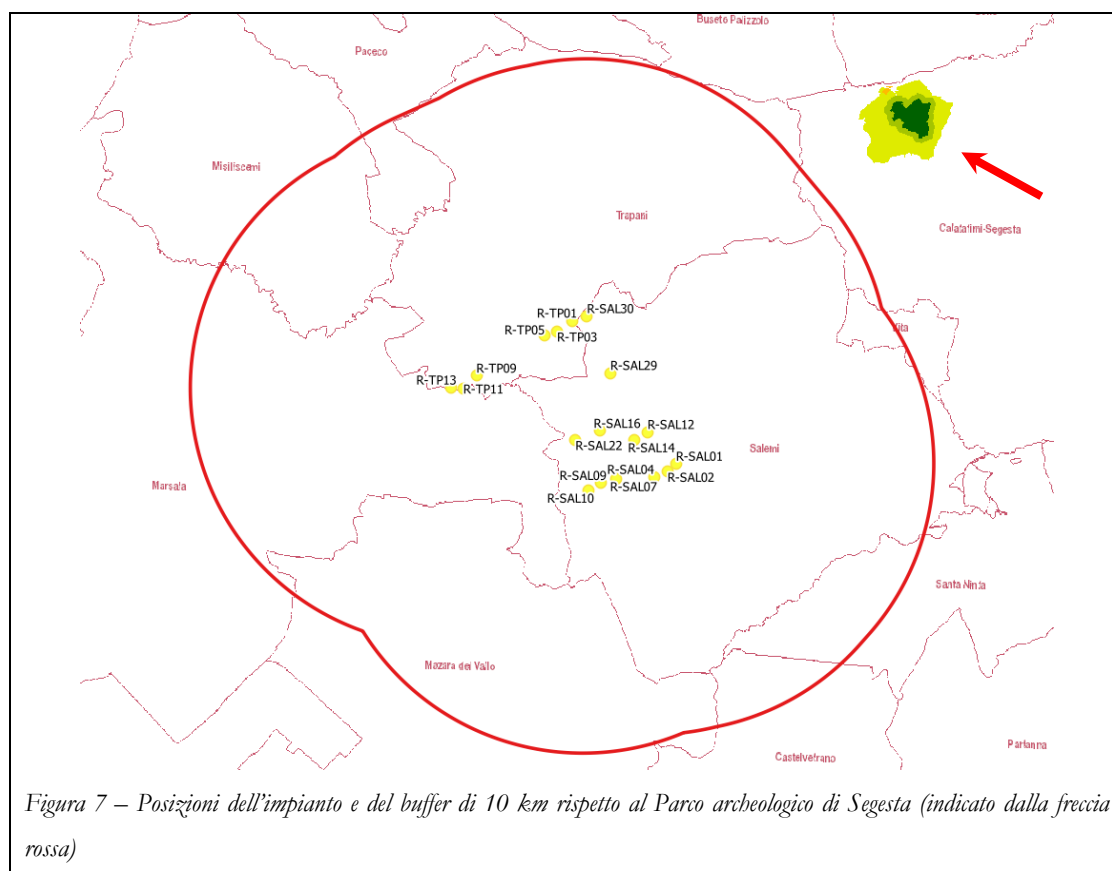 Buseto Palizzolo
Paceco
Misiliscemi
Trapani
Calatafimi-Segesta
R-SAL30
R-TP01
R-TP05
R-TP03
Vita
R-SAL29
R-TP09
R-TP13
R-TP11
R-SAL16
R-SAL12
R-SAL22
R-SAL14
Salemi
R-SAL01
R-SAL09
R-SAL04
R-SAL02
R-SAL07
R-SAL10
Marsala
Santa Ninfa
Mazara del Vallo
Castelvetrano
Partanna
Figura 7 – Posizioni dell'impianto e del buffer di 10 km rispetto al Parco archeologico di Segesta (indicato dalla freccia
rossa)